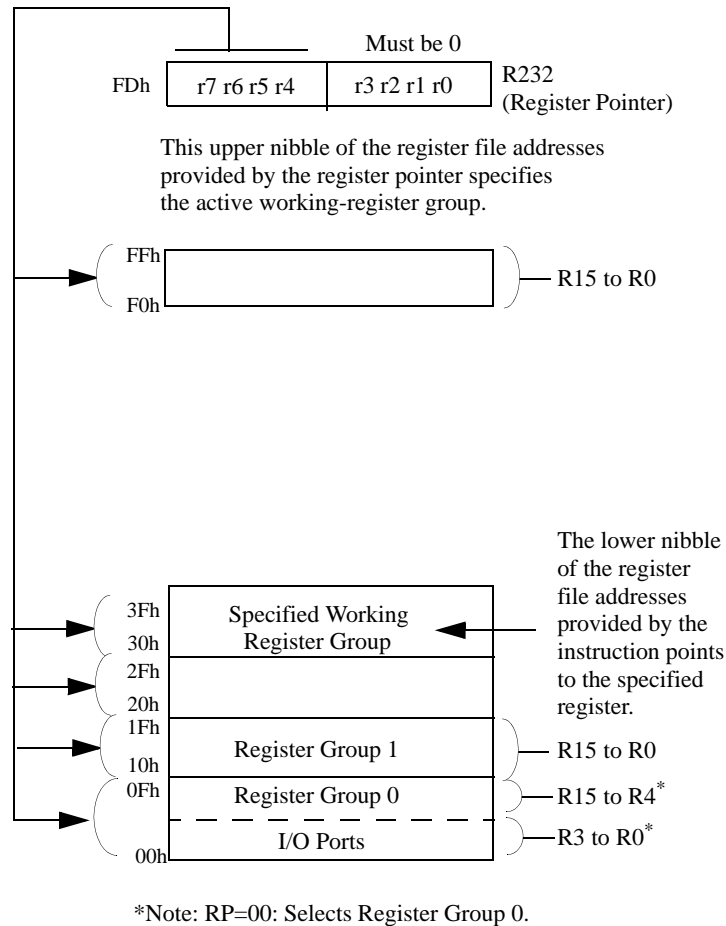 Must be 0
FDh
r7 r6 r5 r4
r3 r2 r1 r0
R232
(Register Pointer)
This upper nibble of the register file addresses
provided by the register pointer specifies
the active working-register group.
FFh
F0h
R15 to R0
The lower nibble
of the register
file addresses
provided by the
instruction points
to the specified
register.
3Fh
30h
Specified Working
Register Group
2Fh
20h
1Fh
10h
Register Group 1
R15 to R0
0Fh
Register Group 0
R15 to R4*
I/O Ports
R3 to R0*
00h
*Note: RP=00: Selects Register Group 0.